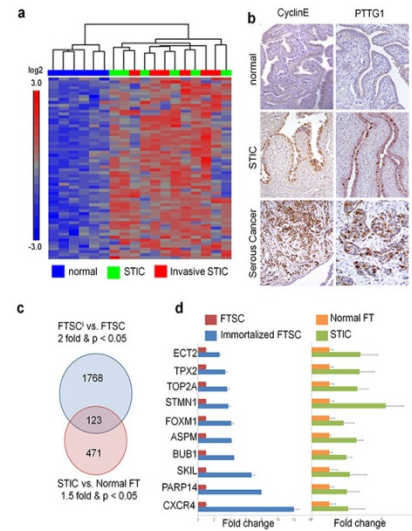 a
log2
3.0
-3.0
normal
STIC
Invasive STIC
b
CyclinE
PTTG1
normal
STIC
Serous Cancer
c
FTSCⁱ vs. FTSC
2 fold & p < 0.05
1768
123
471
STIC vs. Normal FT
1.5 fold & p < 0.05
d
FTSC
Immortalized FTSC
Normal FT
STIC
ECT2
TPX2
TOP2A
STMN1
FOXM1
ASPM
BUB1
SKIL
PARP14
CXCR4
Fold change
Fold change